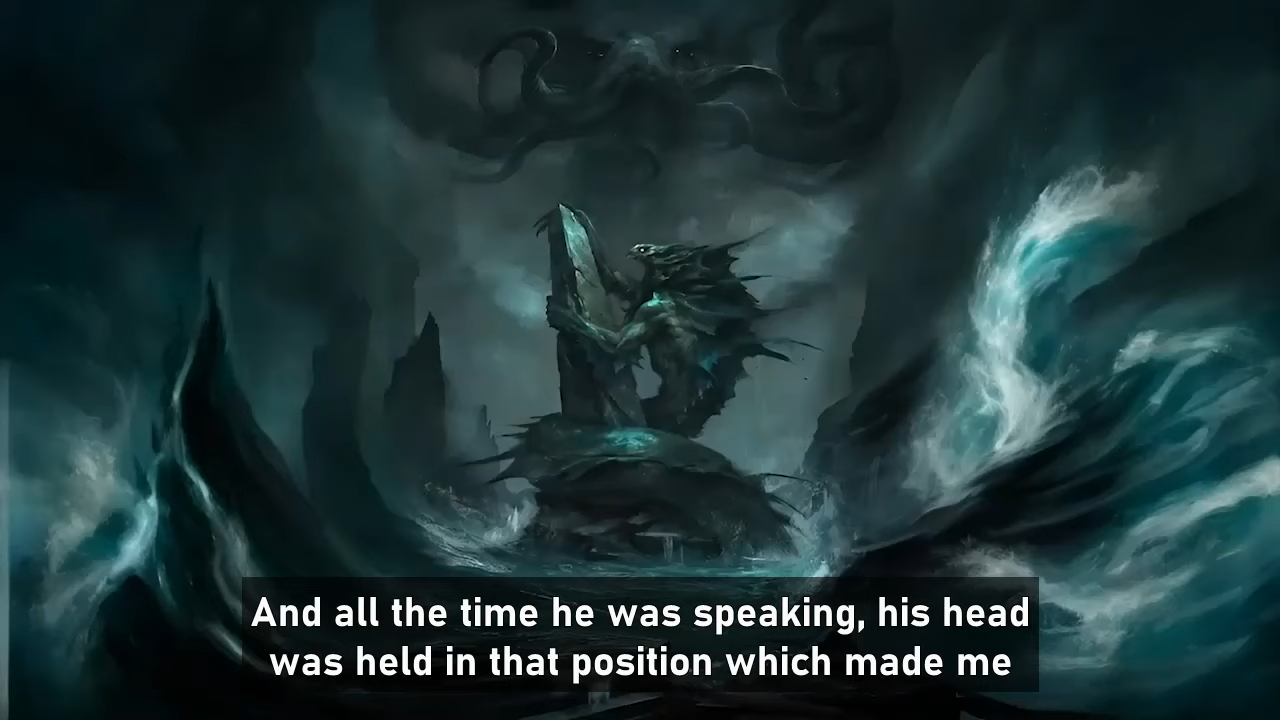 And all the time he was speaking, his head
was held in that position which made me